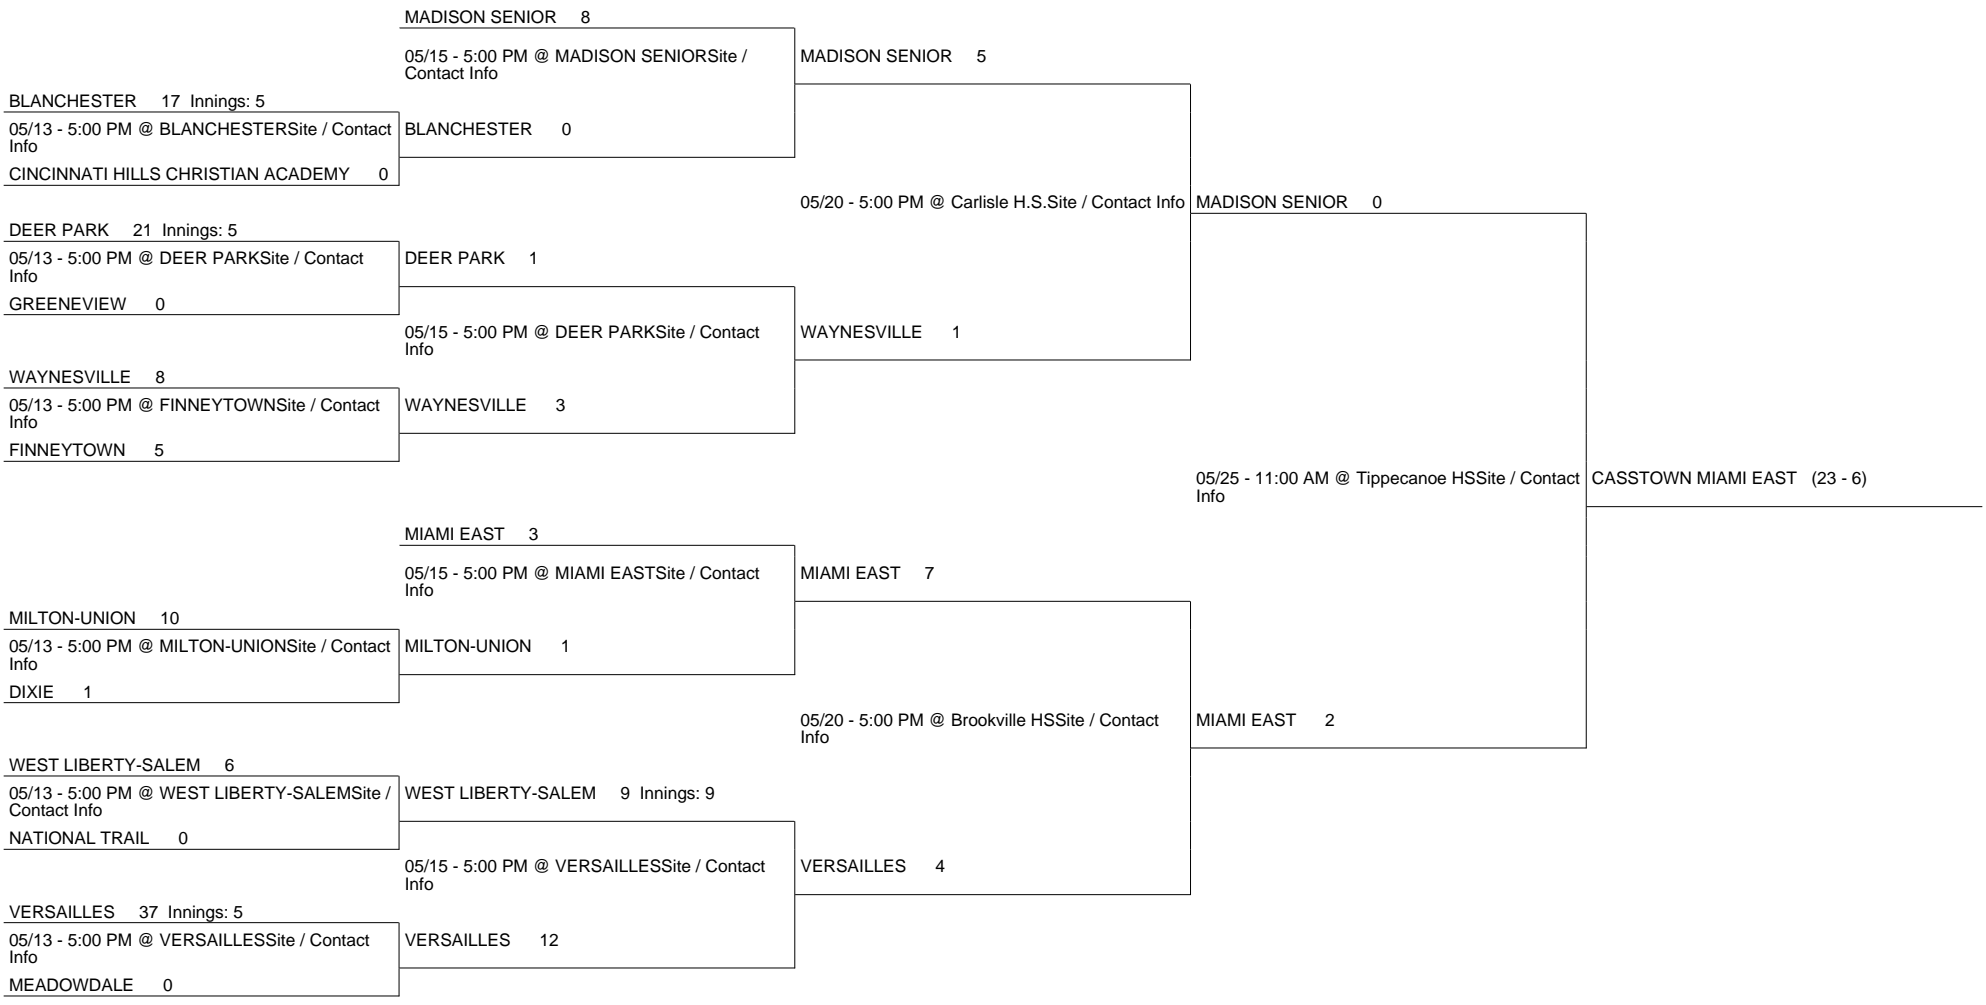 MADISON SENIOR 8
05/15 - 5:00 PM @ MADISON SENIORSite /
Contact Info
MADISON SENIOR 5
BLANCHESTER 17 Innings: 5
05/13 - 5:00 PM @ BLANCHESTERSite / Contact
Info
BLANCHESTER 0
CINCINNATI HILLS CHRISTIAN ACADEMY 0
05/20 - 5:00 PM @ Carlisle H.S.Site / Contact Info
MADISON SENIOR 0
DEER PARK 21 Innings: 5
05/13 - 5:00 PM @ DEER PARKSite / Contact
Info
DEER PARK 1
GREENEVIEW 0
05/15 - 5:00 PM @ DEER PARKSite / Contact
Info
WAYNESVILLE 1
WAYNESVILLE 8
05/13 - 5:00 PM @ FINNEYTOWNSite / Contact
Info
WAYNESVILLE 3
FINNEYTOWN 5
05/25 - 11:00 AM @ Tippecanoe HSSite / Contact
Info
CASSTOWN MIAMI EAST (23 - 6)
MIAMI EAST 3
05/15 - 5:00 PM @ MIAMI EASTSite / Contact
Info
MIAMI EAST 7
MILTON-UNION 10
05/13 - 5:00 PM @ MILTON-UNIONSite / Contact
Info
MILTON-UNION 1
DIXIE 1
05/20 - 5:00 PM @ Brookville HSSite / Contact
Info
MIAMI EAST 2
WEST LIBERTY-SALEM 6
05/13 - 5:00 PM @ WEST LIBERTY-SALEMSite /
Contact Info
WEST LIBERTY-SALEM 9 Innings: 9
NATIONAL TRAIL 0
05/15 - 5:00 PM @ VERSAILLESSite / Contact
Info
VERSAILLES 4
VERSAILLES 37 Innings: 5
05/13 - 5:00 PM @ VERSAILLESSite / Contact
Info
VERSAILLES 12
MEADOWDALE 0